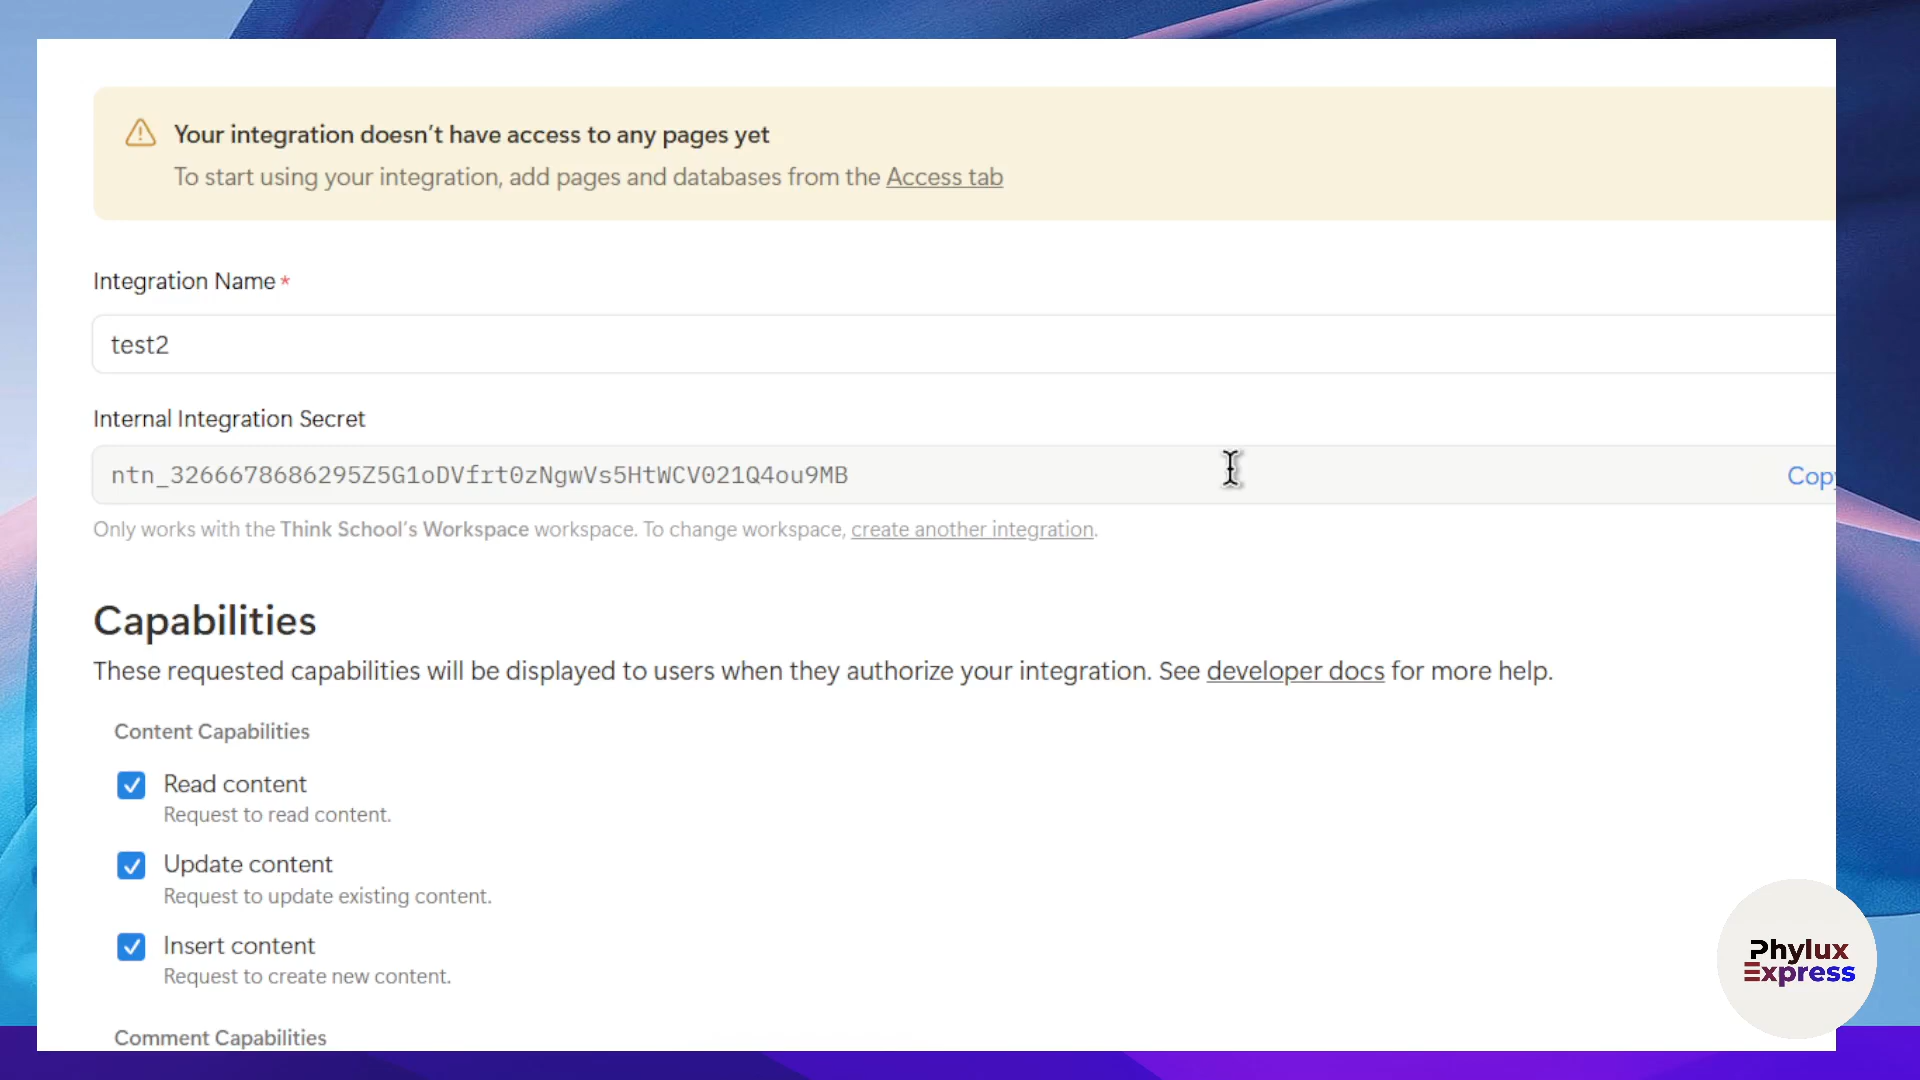 Your integration doesn't have access to any pages yet
To start using your integration, add pages and databases from the Access tab
Integration Name *
test2
Internal Integration Secret
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
Copy
Only works with the Think School's Workspace workspace. To change workspace, create another integration.
Capabilities
These requested capabilities will be displayed to users when they authorize your integration. See developer docs for more help.
Content Capabilities
Read content
Request to read content.
Update content
Request to update existing content.
Insert content
Request to create new content.
Comment Capabilities
Phylux
Express